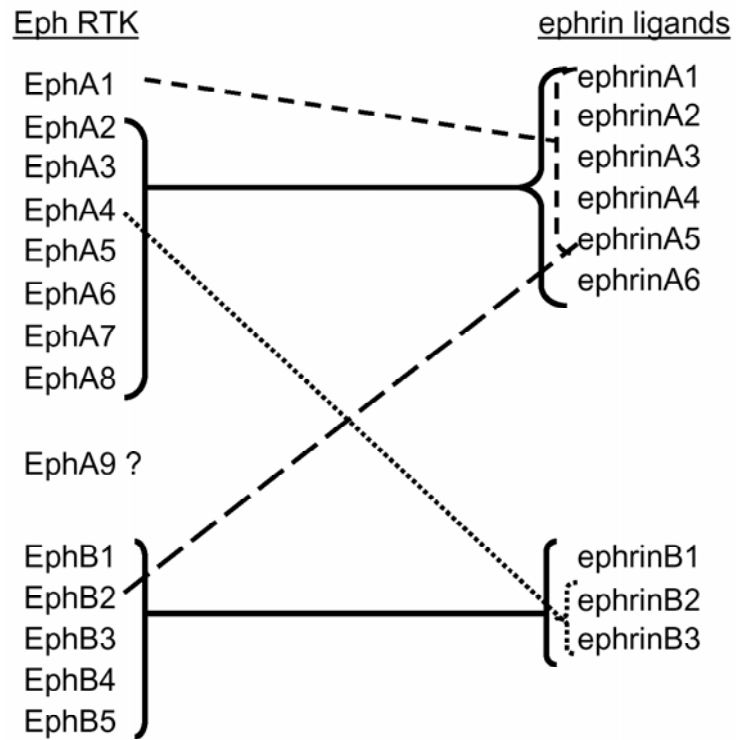 Eph RTK
EphA1
EphA2
EphA3
EphA4
EphA5
EphA6
EphA7
EphA8
EphA9 ?
EphB1
EphB2
EphB3
EphB4
EphB5
ephrin ligands
ephrinA1
ephrinA2
ephrinA3
ephrinA4
ephrinA5
ephrinA6
ephrinB1
ephrinB2
ephrinB3